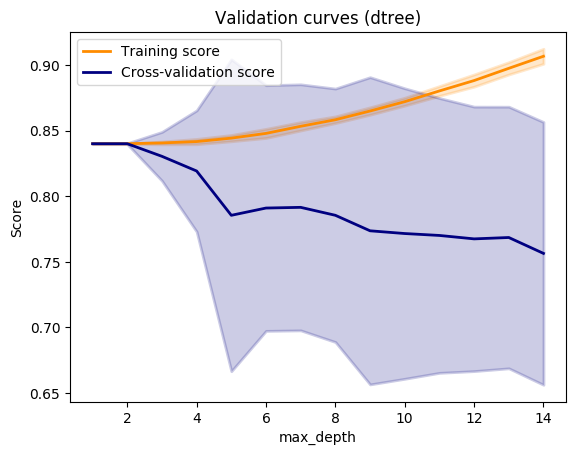 Validation curves (dtree)
Training score
Cross-validation score
0.90
0.85
0.80
0.75
0.70
0.65
Score
2 4 6 8 10 12 14
max_depth